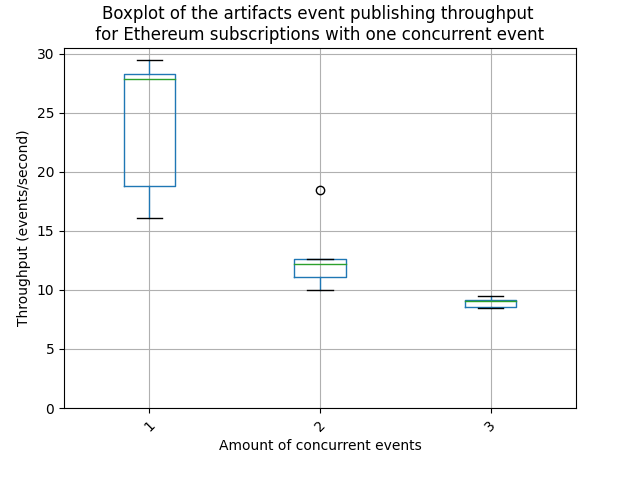 Boxplot of the artifacts event publishing throughput
for Ethereum subscriptions with one concurrent event
30
25
20
15
10
5
0
Throughput (events/second)
1
2
3
Amount of concurrent events